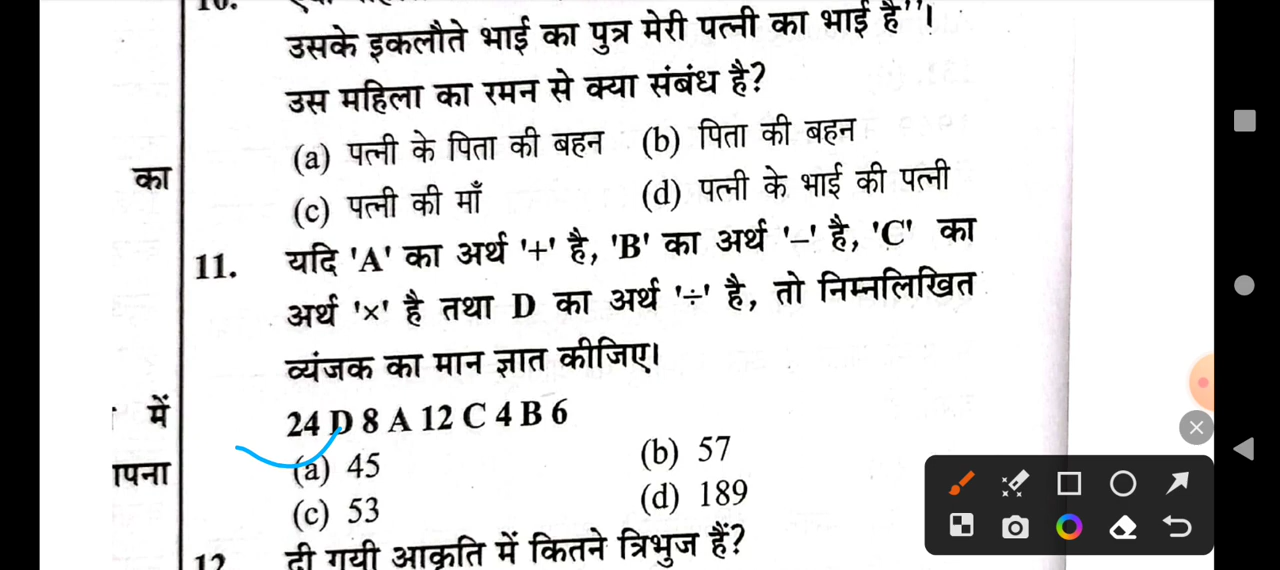 उसके इकलौते भाई का पुत्र मेरी पत्नी का भाई है''।
उस महिला का रमन से क्या संबंध है?
(a) पत्नी के पिता की बहन (b) पिता की बहन
(c) पत्नी की माँ (d) पत्नी के भाई की पत्नी
का
11. यदि 'A' का अर्थ '+' है, 'B' का अर्थ '–' है, 'C' का
अर्थ '×' है तथा D का अर्थ '÷' है, तो निम्नलिखित
व्यंजक का मान ज्ञात कीजिए।
में
24 D 8 A 12 C 4 B 6
(a) 45 (b) 57
(c) 53 (d) 189
12. दी गयी आकृति में कितने त्रिभुज हैं?